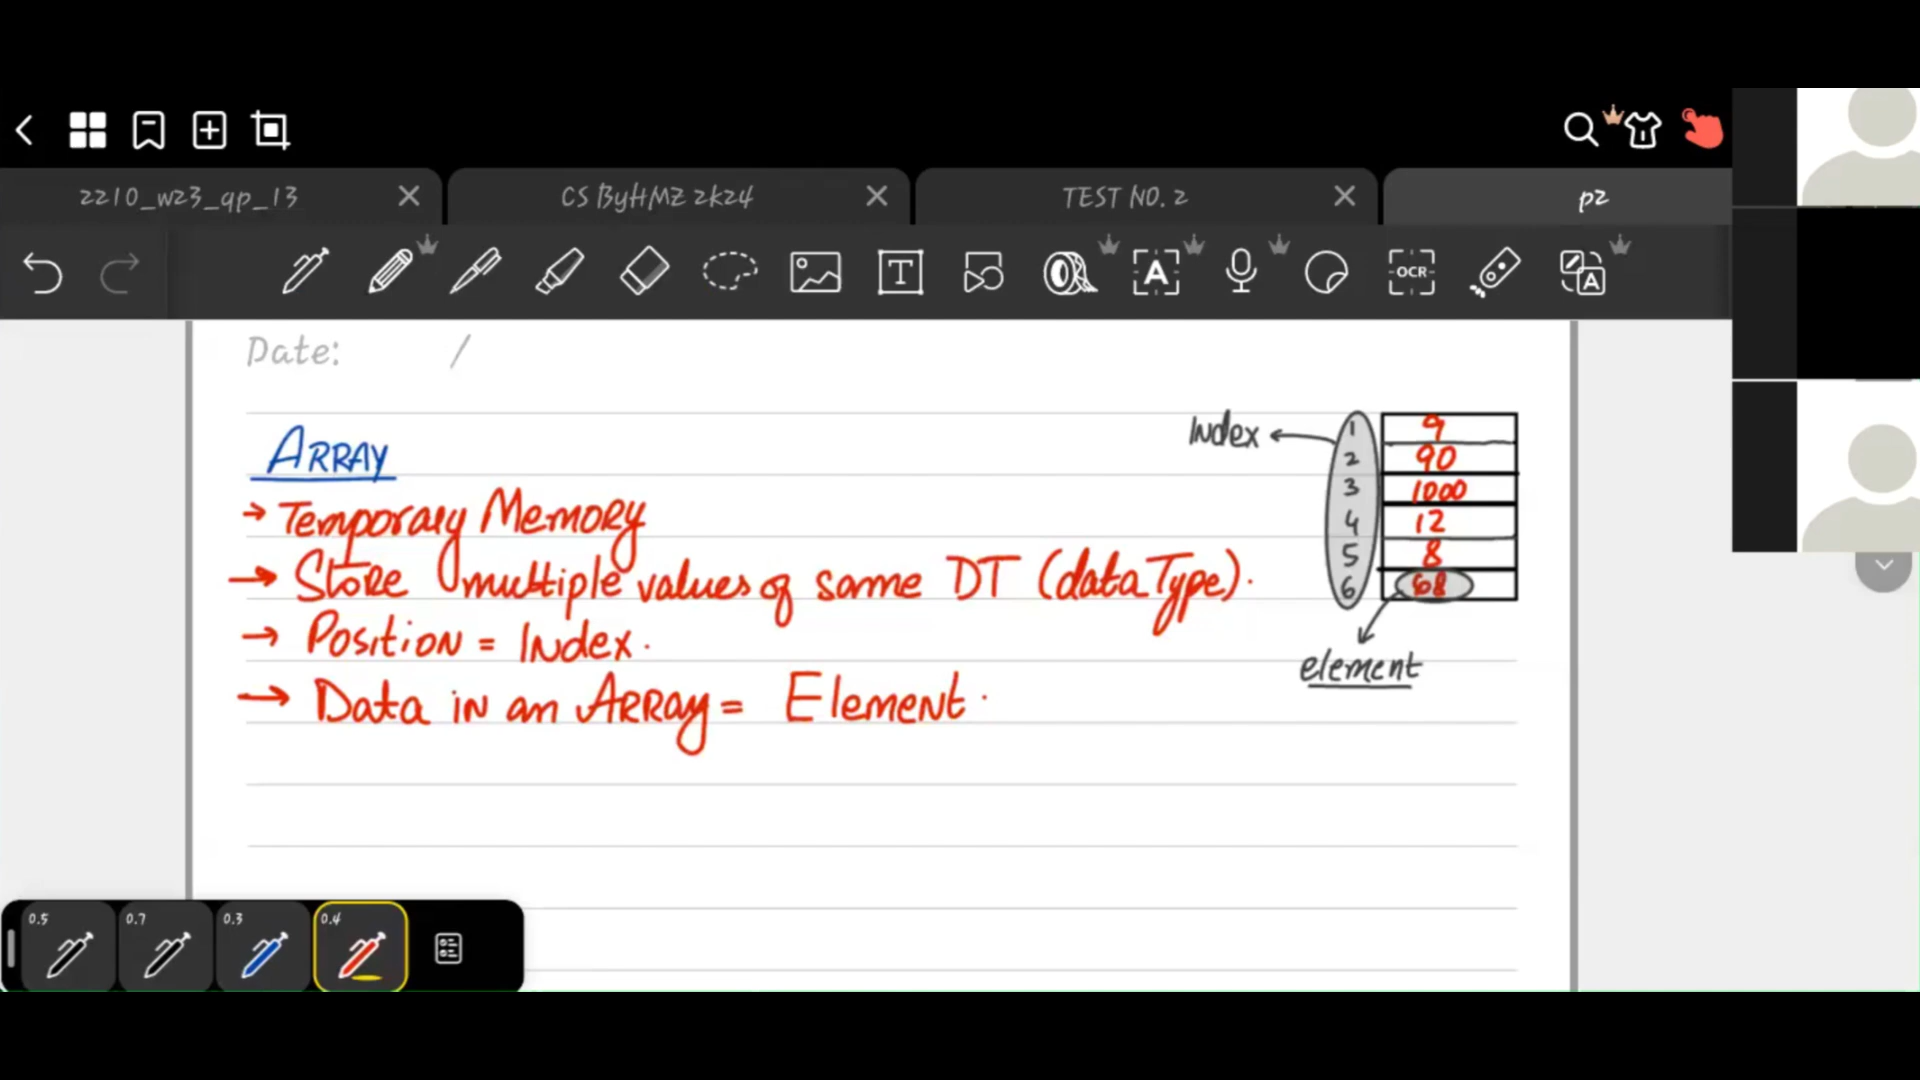 2210_w23_qp_13
CS ByHMZ 2k24
TEST NO. 2
p2
T
A
OCR
A
Date: /
ARRAY
→ Temporary Memory
→ Store multiple values of same DT (dataType).
→ Position = Index.
→ Data in an Array = Element.
Index
1 9
2 90
3 1000
4 12
5 8
6 68
element
0.5
0.7
0.3
0.4